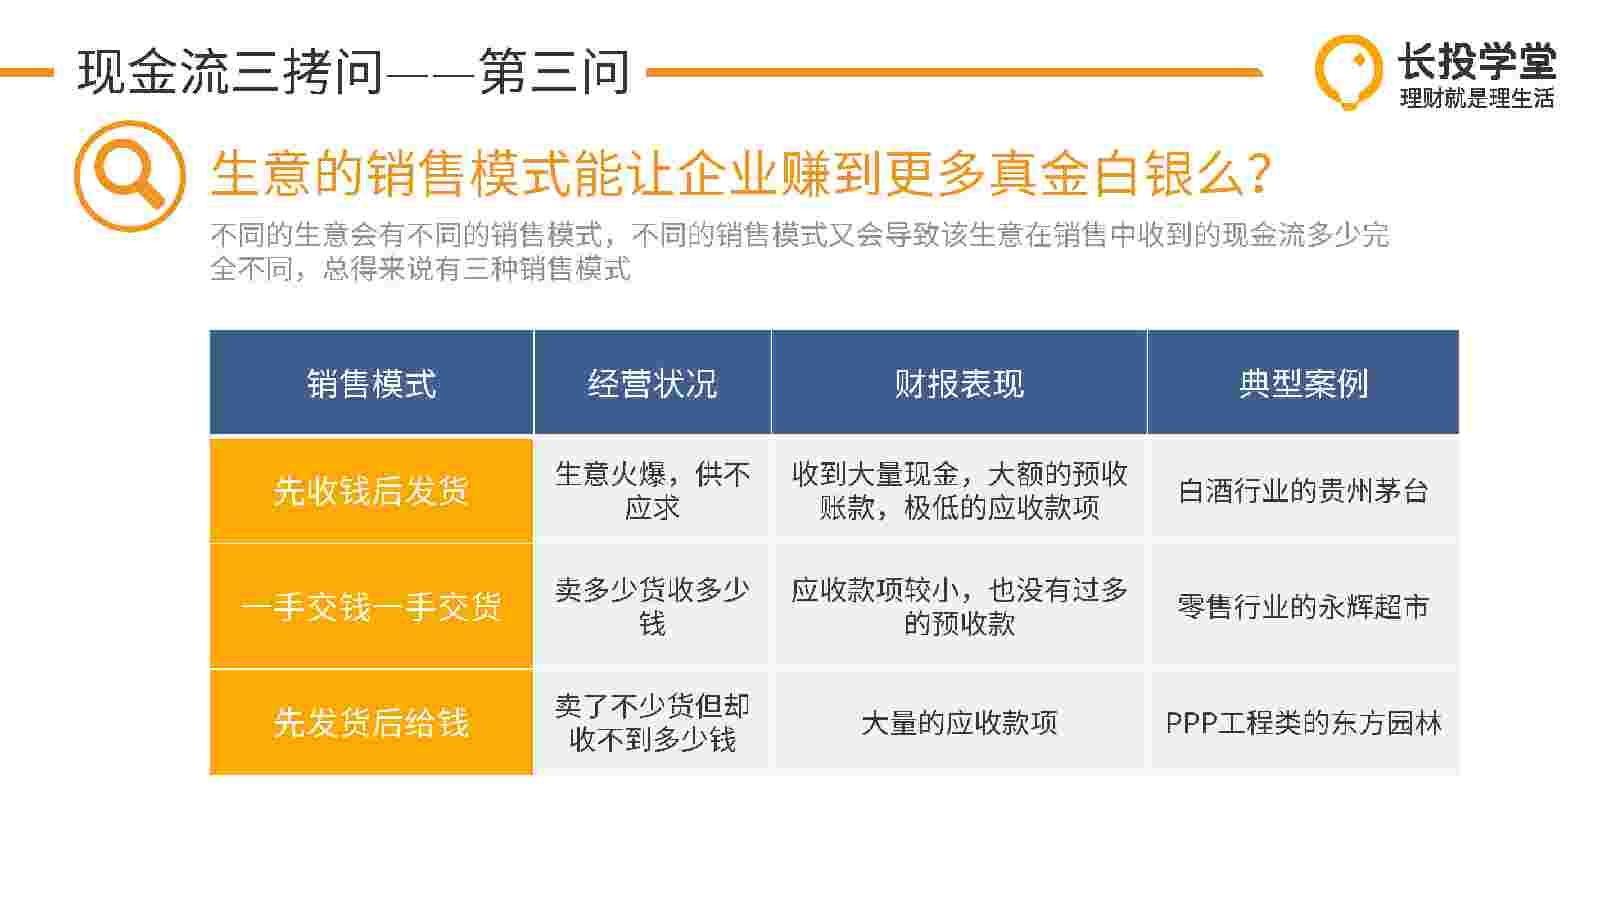 现金流三拷问——第三问
长投学堂
理财就是理生活
生意的销售模式能让企业赚到更多真金白银么？
不同的生意会有不同的销售模式，不同的销售模式又会导致该生意在销售中收到的现金流多少完
全不同，总得来说有三种销售模式
销售模式 经营状况 财报表现 典型案例
先收钱后发货
生意火爆，供不
应求
收到大量现金，大额的预收
账款，极低的应收款项
白酒行业的贵州茅台
一手交钱一手交货
卖多少货收多少
钱
应收款项较小，也没有过多
的预收款
零售行业的永辉超市
先发货后给钱
卖了不少货但却
收不到多少钱
大量的应收款项
PPP工程类的东方园林